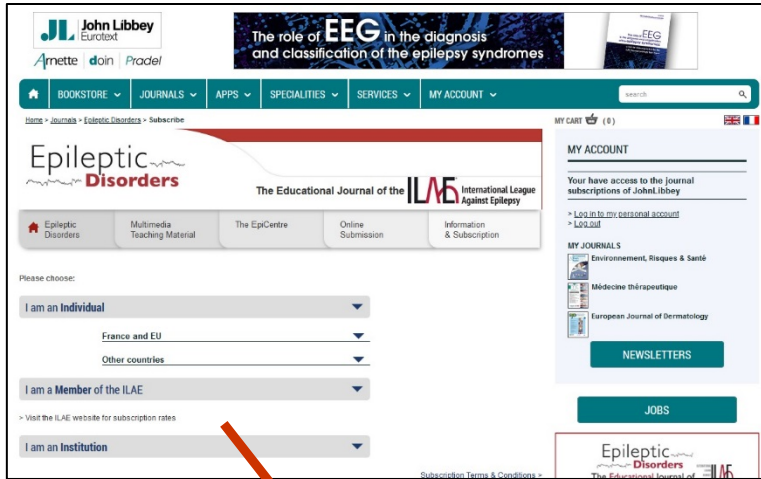 John Libbey
Eurotext
Arnette doin Pradel
The role of EEG in the diagnosis
and classification of the epilepsy syndromes
EEG
BOOKSTORE JOURNALS APPS SPECIALITIES SERVICES MY ACCOUNT search
Home > Journals > Epileptic Disorders > Subscribe
MY CART (0)
Epileptic
Disorders
The Educational Journal of the ILAE International League
Against Epilepsy
Epileptic
Disorders
Multimedia
Teaching Material
The EpiCentre
Online
Submission
Information
& Subscription
Please choose:
I am an Individual
France and EU
Other countries
I am a Member of the ILAE
> Visit the ILAE website for subscription rates
I am an Institution
Subscription Terms & Conditions >
MY ACCOUNT
Your have access to the journal
subscriptions of JohnLibbey
> Log in to my personal account
> Log out
MY JOURNALS
Environnement, Risques & Santé
Médecine thérapeutique
European Journal of Dermatology
NEWSLETTERS
JOBS
Epileptic
Disorders
The Educational Journal of